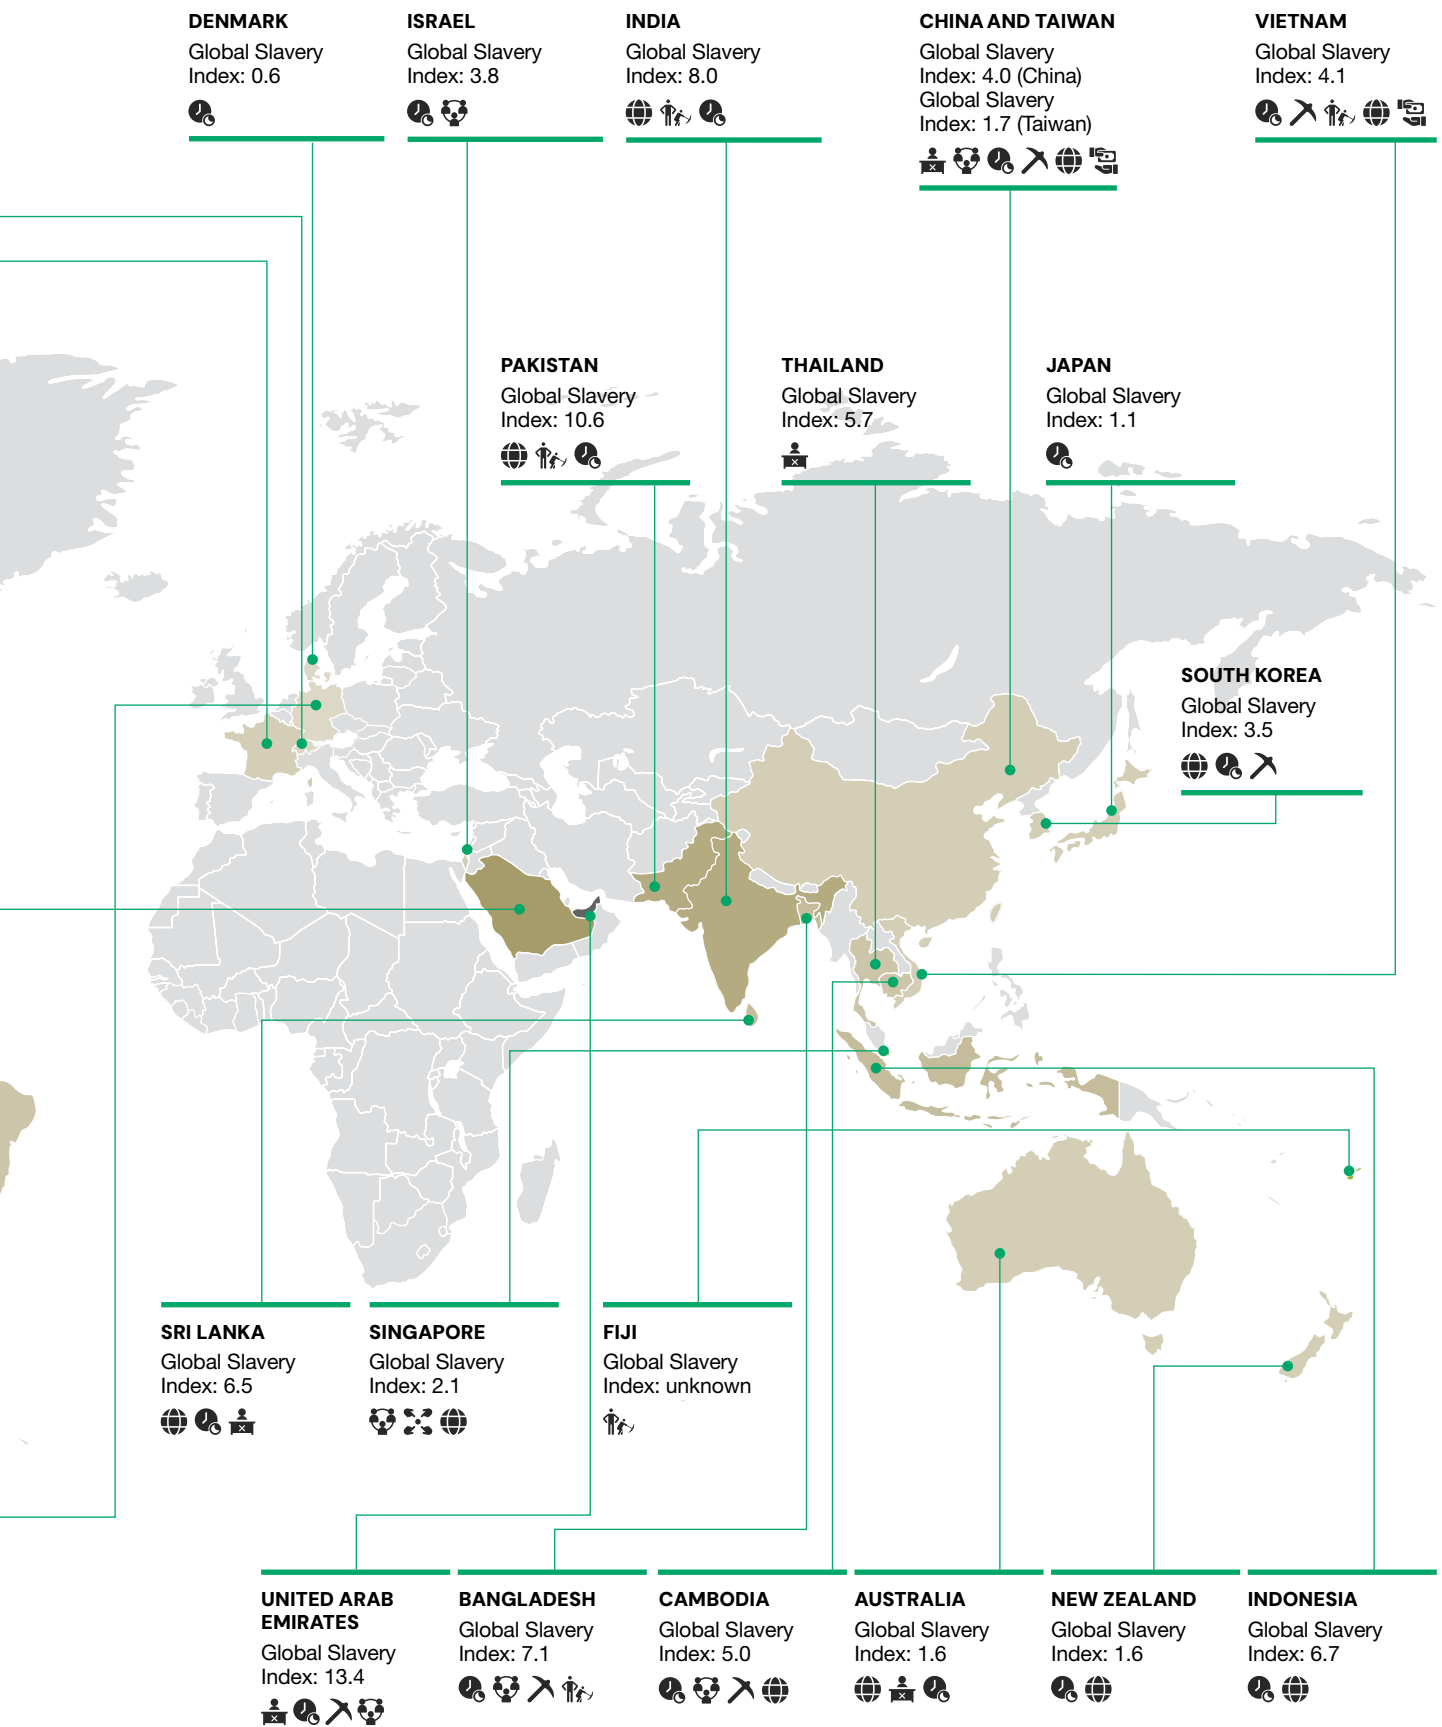 DENMARK
Global Slavery
Index: 0.6
ISRAEL
Global Slavery
Index: 3.8
INDIA
Global Slavery
Index: 8.0
CHINA AND TAIWAN
Global Slavery
Index: 4.0 (China)
Global Slavery
Index: 1.7 (Taiwan)
VIETNAM
Global Slavery
Index: 4.1
PAKISTAN
Global Slavery
Index: 10.6
THAILAND
Global Slavery
Index: 5.7
JAPAN
Global Slavery
Index: 1.1
SOUTH KOREA
Global Slavery
Index: 3.5
SRI LANKA
Global Slavery
Index: 6.5
SINGAPORE
Global Slavery
Index: 2.1
FIJI
Global Slavery
Index: unknown
UNITED ARAB
EMIRATES
Global Slavery
Index: 13.4
BANGLADESH
Global Slavery
Index: 7.1
CAMBODIA
Global Slavery
Index: 5.0
AUSTRALIA
Global Slavery
Index: 1.6
NEW ZEALAND
Global Slavery
Index: 1.6
INDONESIA
Global Slavery
Index: 6.7